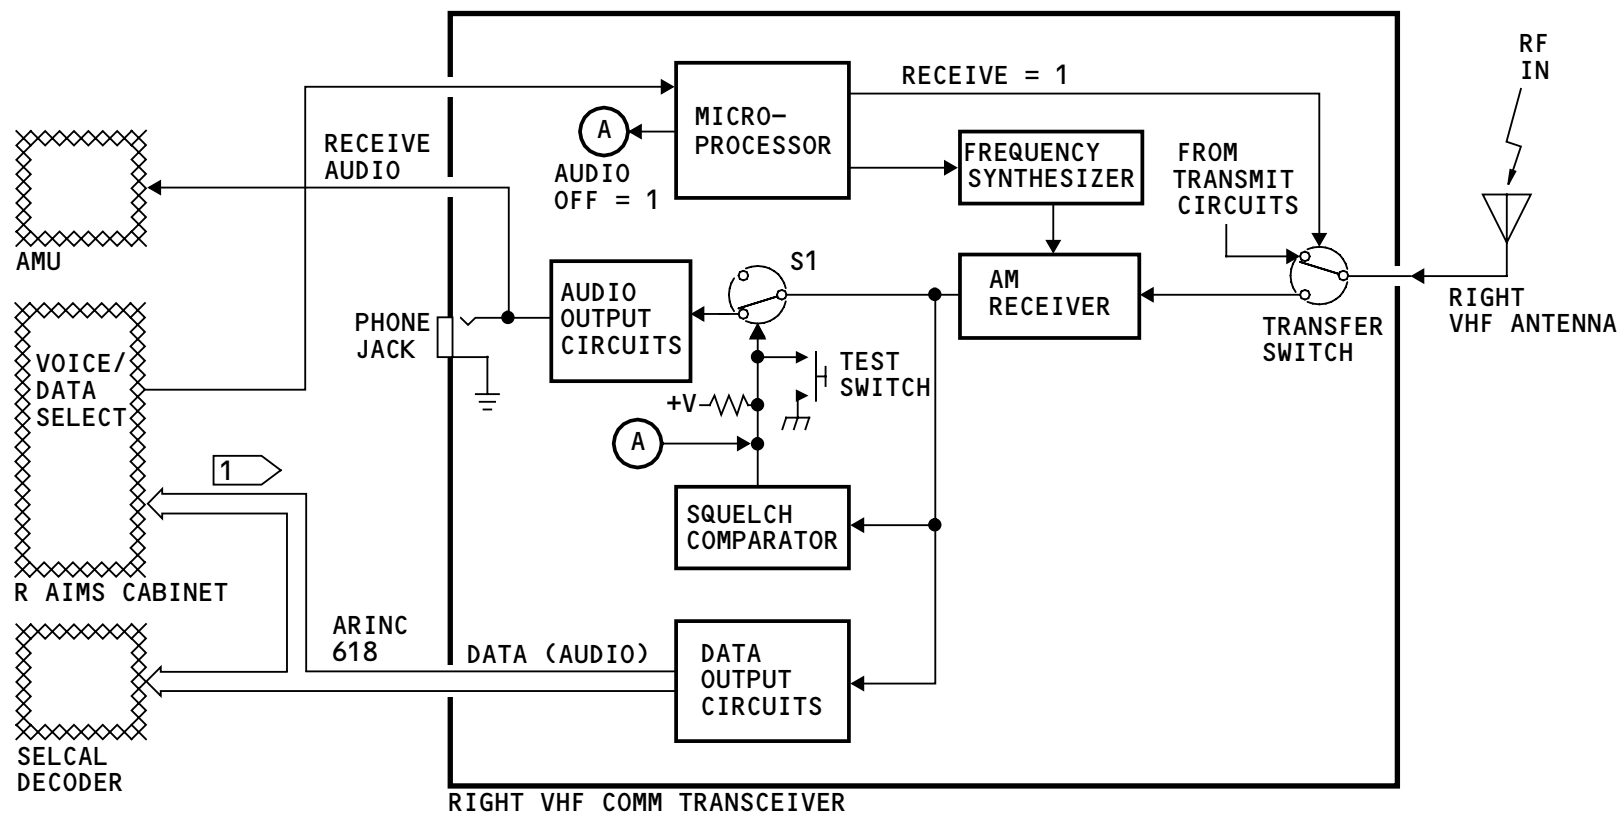 RF
IN
RECEIVE = 1
MICRO-
PROCESSOR
A
AUDIO
OFF = 1
RECEIVE
AUDIO
FREQUENCY
SYNTHESIZER
FROM
TRANSMIT
CIRCUITS
AMU
S1
AM
RECEIVER
AUDIO
OUTPUT
CIRCUITS
RIGHT
VHF ANTENNA
TRANSFER
SWITCH
PHONE
JACK
VOICE/
DATA
SELECT
TEST
SWITCH
+V
A
1
SQUELCH
COMPARATOR
R AIMS CABINET
ARINC
618
DATA (AUDIO)
DATA
OUTPUT
CIRCUITS
SELCAL
DECODER
RIGHT VHF COMM TRANSCEIVER